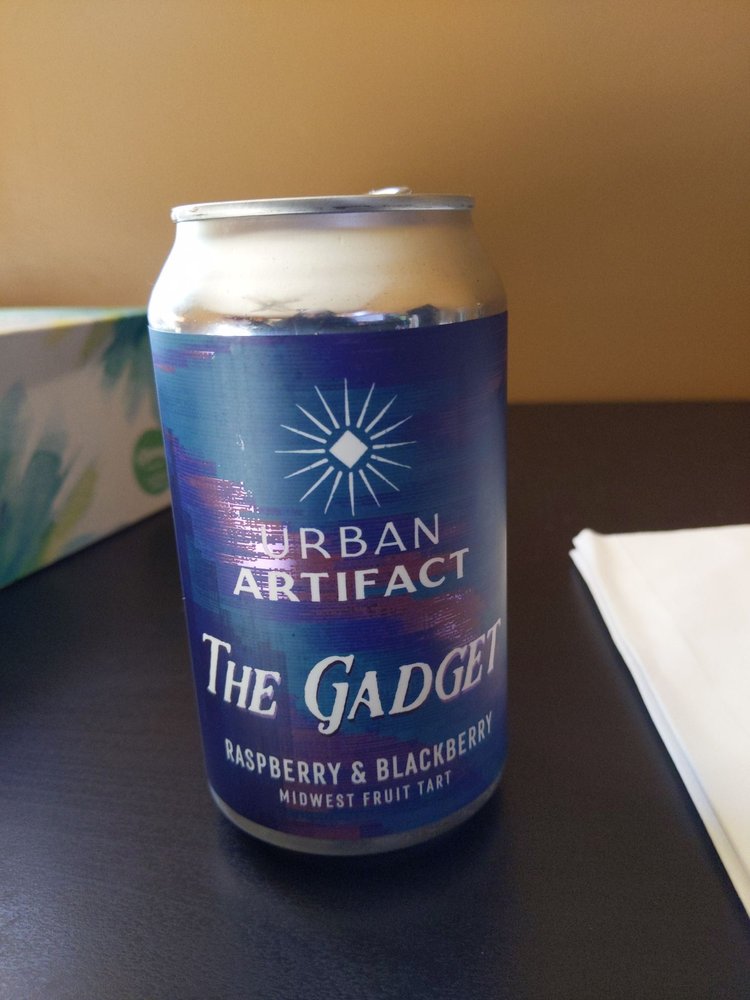 URBAN
ARTIFACT
THE GADGET
RASPBERRY & BLACKBERRY
MIDWEST FRUIT TART